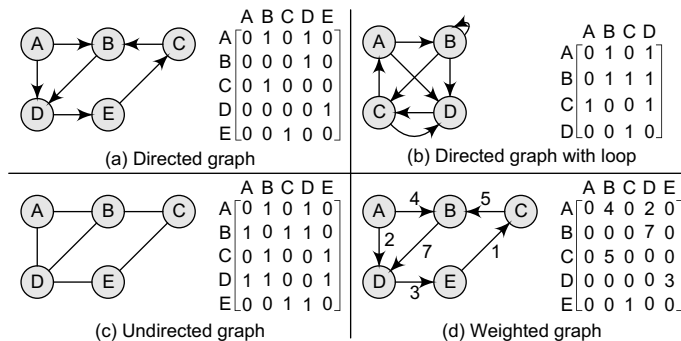 A B C D E
A 0 1 0 1 0
B 0 0 0 1 0
C 0 1 0 0 0
D 0 0 0 0 1
E 0 0 1 0 0
A B C
D E
(a) Directed graph
A B C D
A 0 1 0 1
B 0 1 1 1
C 1 0 0 1
D 0 0 1 0
A B
C D
(b) Directed graph with loop
A B C D E
A 0 1 0 1 0
B 1 0 1 1 0
C 0 1 0 0 1
D 1 1 0 0 1
E 0 0 1 1 0
A B C
D E
(c) Undirected graph
A B C D E
A 0 4 0 2 0
B 0 0 0 7 0
C 0 5 0 0 0
D 0 0 0 0 3
E 0 0 1 0 0
A 4 B 5 C
2 7 1
D 3 E
(d) Weighted graph